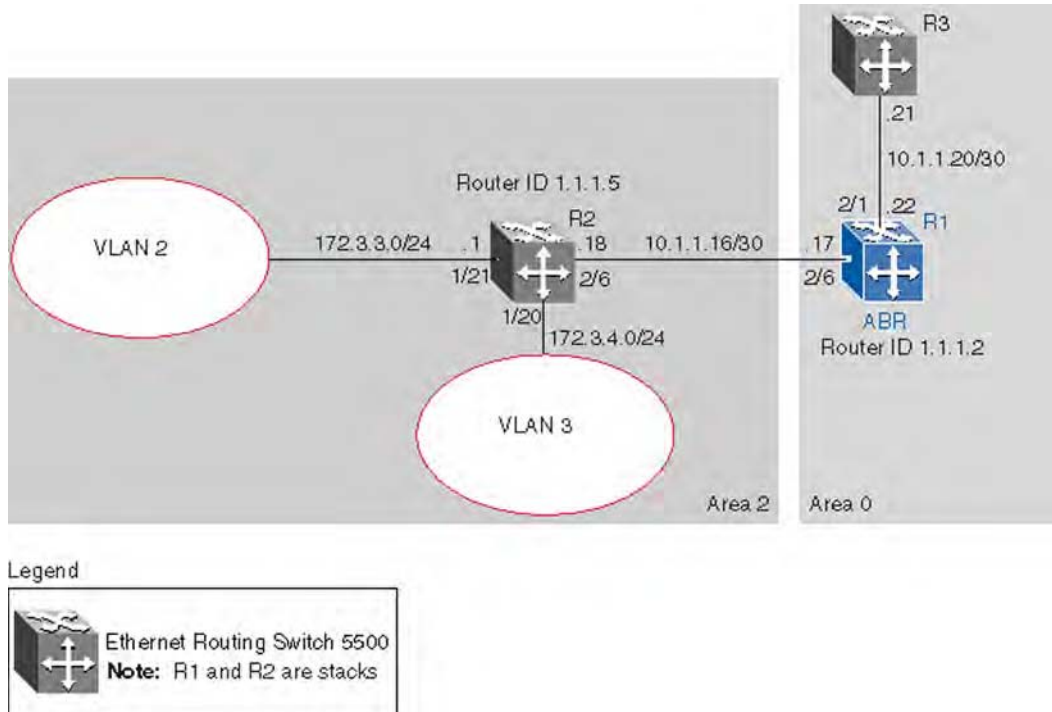 R3
.21
10.1.1.20/30
Router ID 1.1.1.5
2/1 .22 R1
R2
VLAN 2
172.3.3.0/24 .1 .18 10.1.1.16/30 .17
1/21 2/6 2/6
1/20 ABR
172.3.4.0/24 Router ID 1.1.1.2
VLAN 3
Area 2 Area 0
Legend
Ethernet Routing Switch 5500
Note: R1 and R2 are stacks